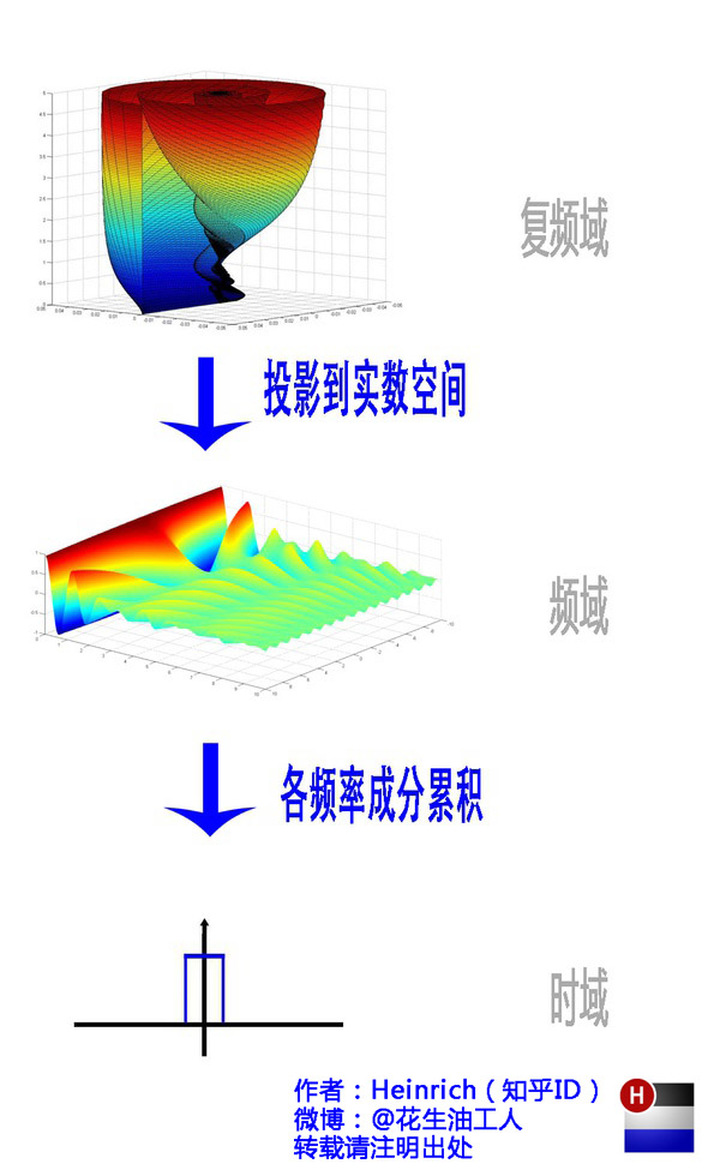 复频域
投影到实数空间
频域
各频率成分累积
时域
作者：Heinrich（知乎ID）
微博：@花生油工人
转载请注明出处
H